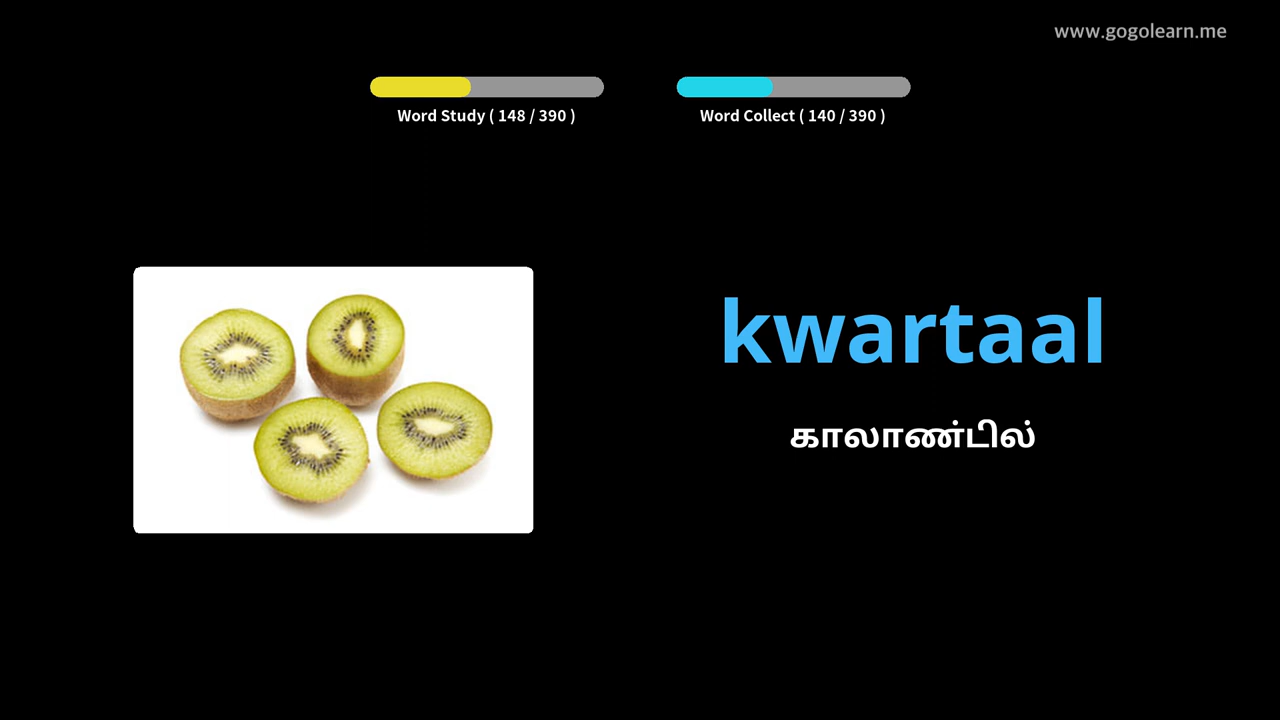 www.gogolearn.me
Word Study ( 148 / 390 )
Word Collect ( 140 / 390 )
kwartaal
காலாண்டில்